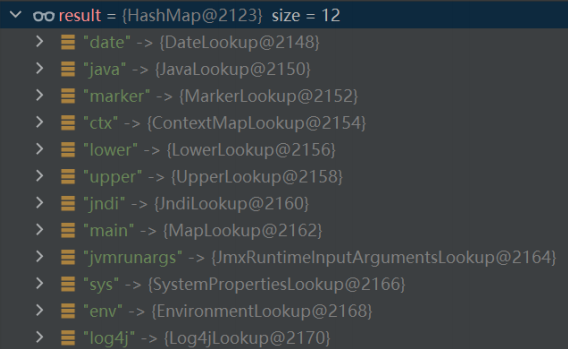 result = {HashMap@2123} size = 12
"date" -> {DateLookup@2148}
"java" -> {JavaLookup@2150}
"marker" -> {MarkerLookup@2152}
"ctx" -> {ContextMapLookup@2154}
"lower" -> {LowerLookup@2156}
"upper" -> {UpperLookup@2158}
"jndi" -> {JndiLookup@2160}
"main" -> {MapLookup@2162}
"jvmrunargs" -> {JmxRuntimeInputArgumentsLookup@2164}
"sys" -> {SystemPropertiesLookup@2166}
"env" -> {EnvironmentLookup@2168}
"log4j" -> {Log4jLookup@2170}